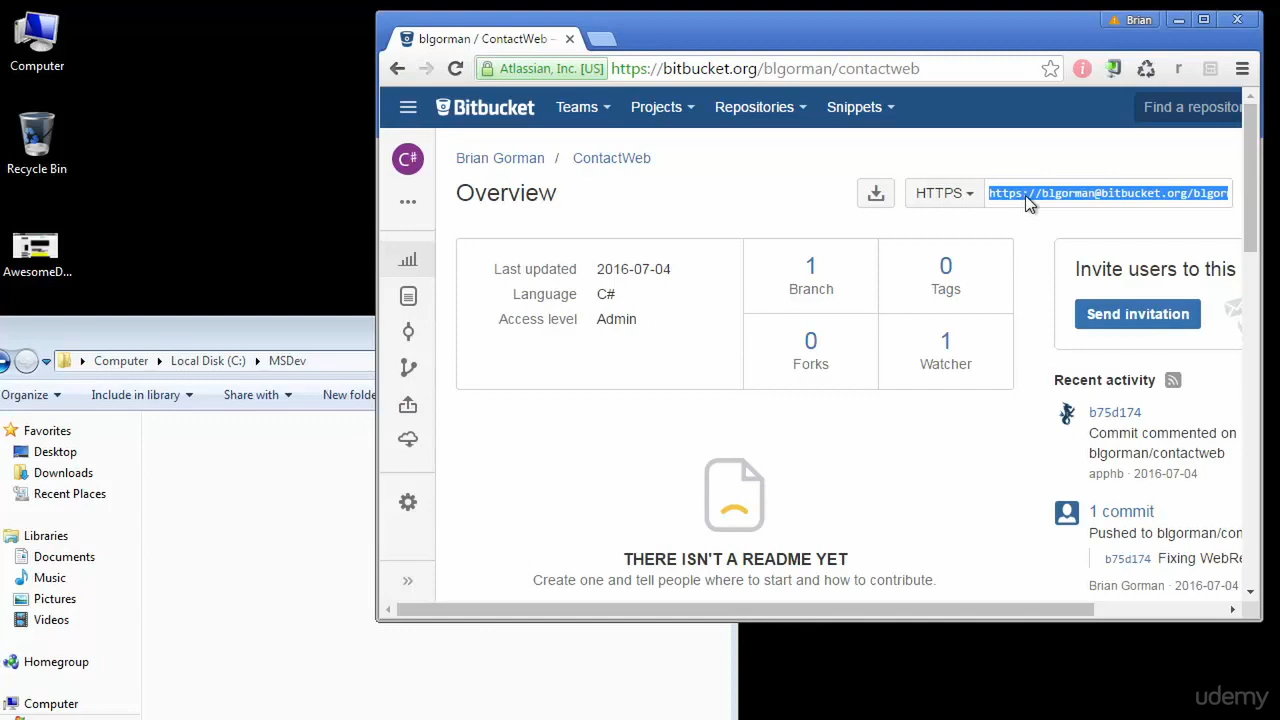 Computer
Recycle Bin
AwesomeD...
Brian
blgorman / ContactWeb –
Atlassian, Inc. [US]
https://bitbucket.org/blgorman/contactweb
r
Bitbucket
Teams
Projects
Repositories
Snippets
Find a reposito
C#
Brian Gorman / ContactWeb
Overview
HTTPS
https://blgorman@bitbucket.org/blgor
Last updated 2016-07-04
Language C#
Access level Admin
1
Branch
0
Tags
0
Forks
1
Watcher
Invite users to this
Send invitation
Recent activity
b75d174
Commit commented on
blgorman/contactweb
apphb · 2016-07-04
1 commit
Pushed to blgorman/con
b75d174 Fixing WebRe
Brian Gorman · 2016-07-04
THERE ISN'T A README YET
Create one and tell people where to start and how to contribute.
Computer
Local Disk (C:)
MSDev
Organize
Include in library
Share with
New folde
Favorites
Desktop
Downloads
Recent Places
Libraries
Documents
Music
Pictures
Videos
Homegroup
Computer
udemy